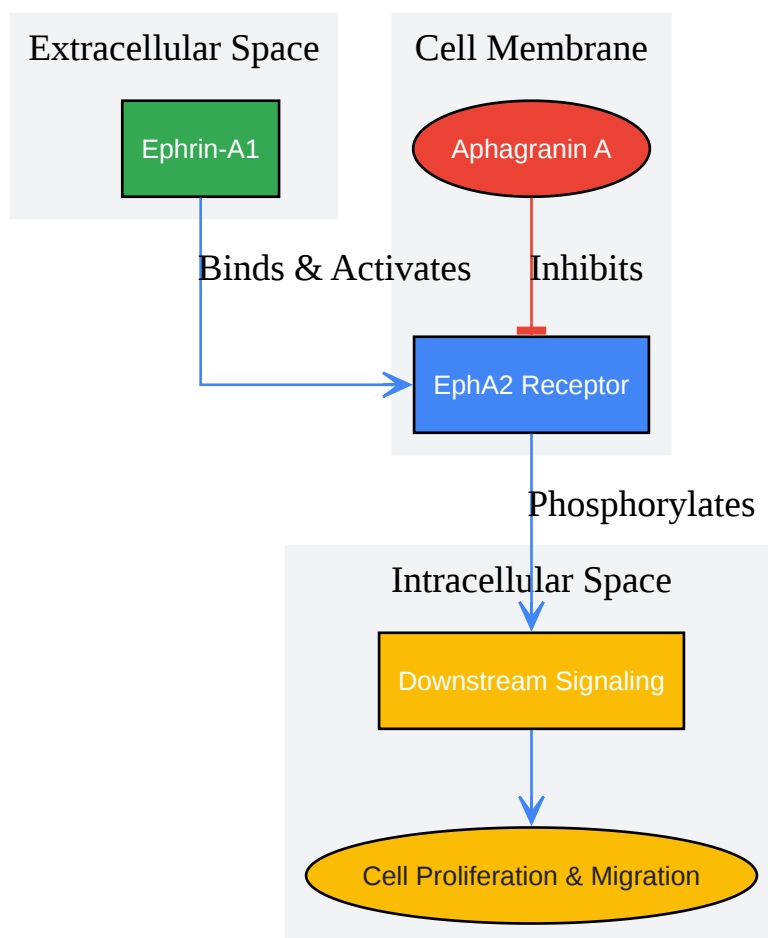 Extracellular Space
Cell Membrane
Ephrin-A1
Aphagranin A
Binds & Activates
Inhibits
EphA2 Receptor
Phosphorylates
Intracellular Space
Downstream Signaling
Cell Proliferation & Migration